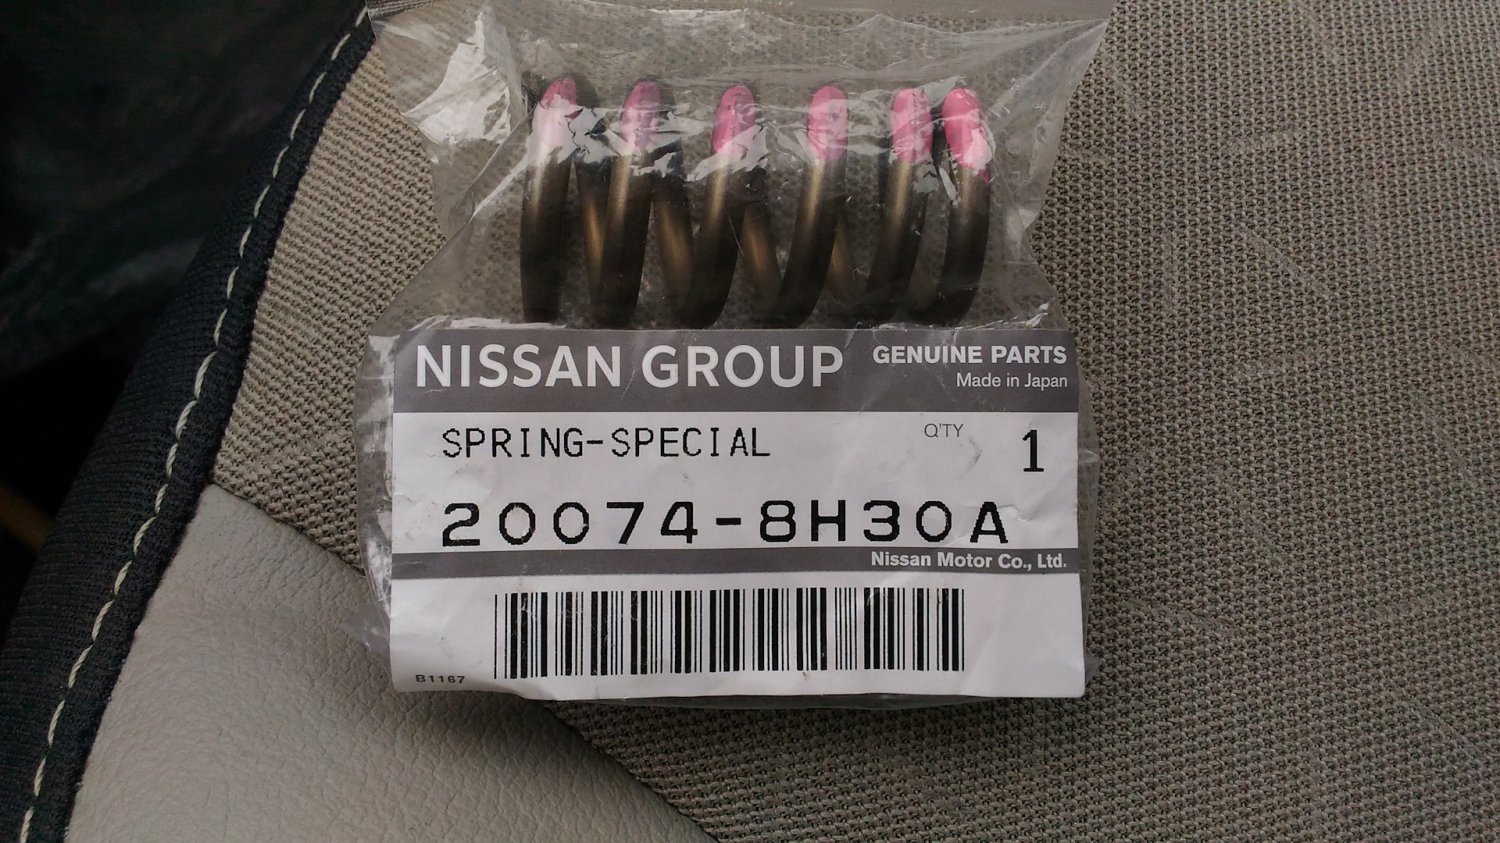 NISSAN GROUP
GENUINE PARTS
Made in Japan
SPRING-SPECIAL
Q'TY 1
20074-8H30A
Nissan Motor Co., Ltd.
B1167